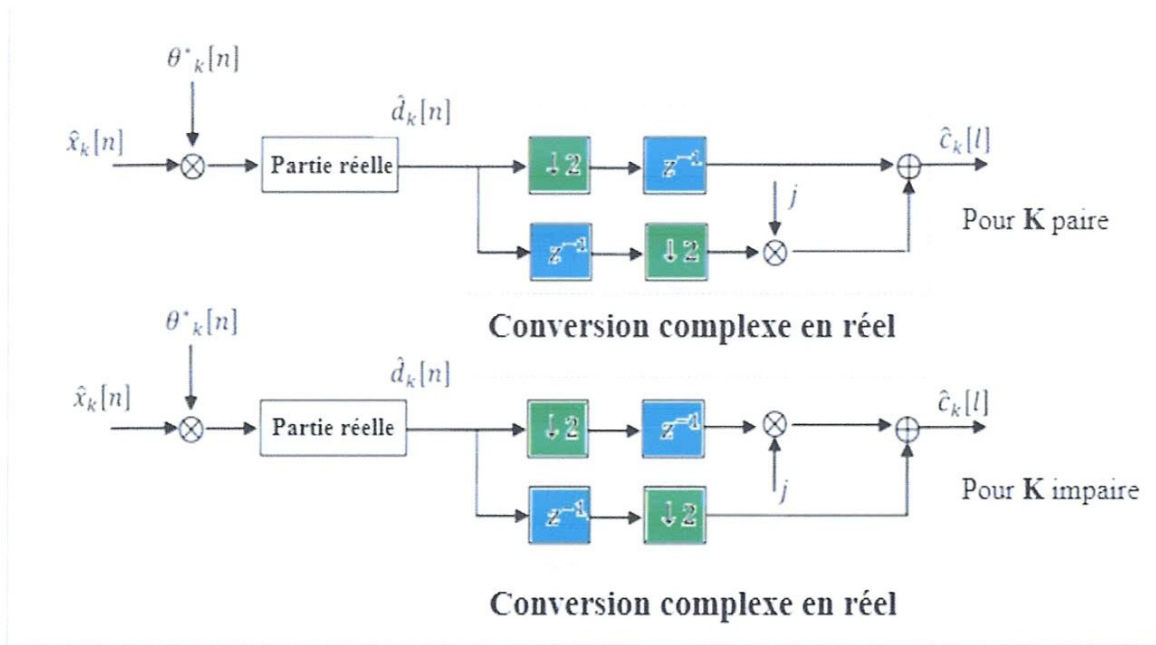 θ*k[n]
x̂k[n]
Partie réelle
d̂k[n]
↓2
z⁻¹
j
ĉk[l]
z⁻¹
↓2
Pour K paire
Conversion complexe en réel
θ*k[n]
x̂k[n]
Partie réelle
d̂k[n]
↓2
z⁻¹
j
ĉk[l]
z⁻¹
↓2
Pour K impaire
Conversion complexe en réel